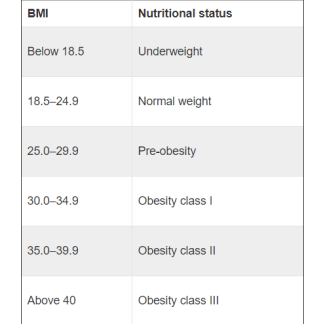 BMI Nutritional status
Below 18.5 Underweight
18.5–24.9 Normal weight
25.0–29.9 Pre-obesity
30.0–34.9 Obesity class I
35.0–39.9 Obesity class II
Above 40 Obesity class III